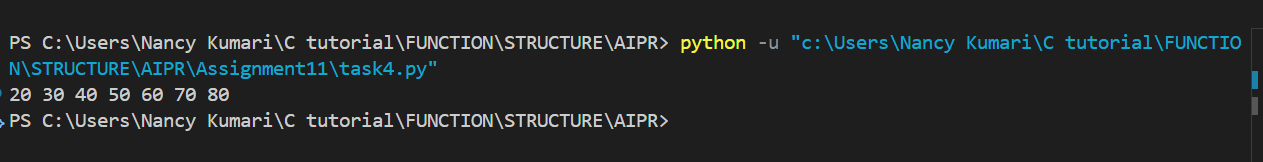 PS C:\Users\Nancy Kumari\C tutorial\FUNCTION\STRUCTURE\AIPR> python -u "c:\Users\Nancy Kumari\C tutorial\FUNCTIO
N\STRUCTURE\AIPR\Assignment11\task4.py"
20 30 40 50 60 70 80
PS C:\Users\Nancy Kumari\C tutorial\FUNCTION\STRUCTURE\AIPR>